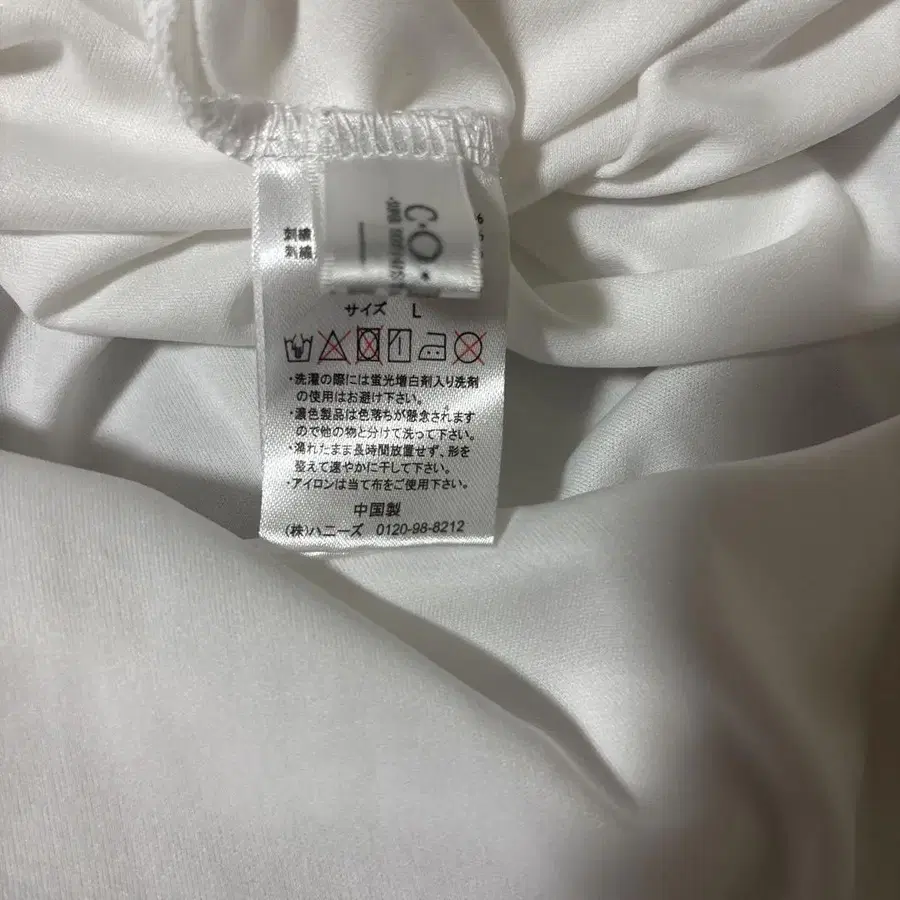 C・O・
刺繍
刺繍
サイズ L
・洗濯の際には蛍光増白剤入り洗剤
の使用はお避け下さい。
・濃色製品は色落ちが懸念されます
ので他の物と分けて洗って下さい。
・濡れたまま長時間放置せず、形を
整えて速やかに干して下さい。
・アイロンは当て布をご使用下さい。
中国製
(株)ハニーズ 0120-98-8212